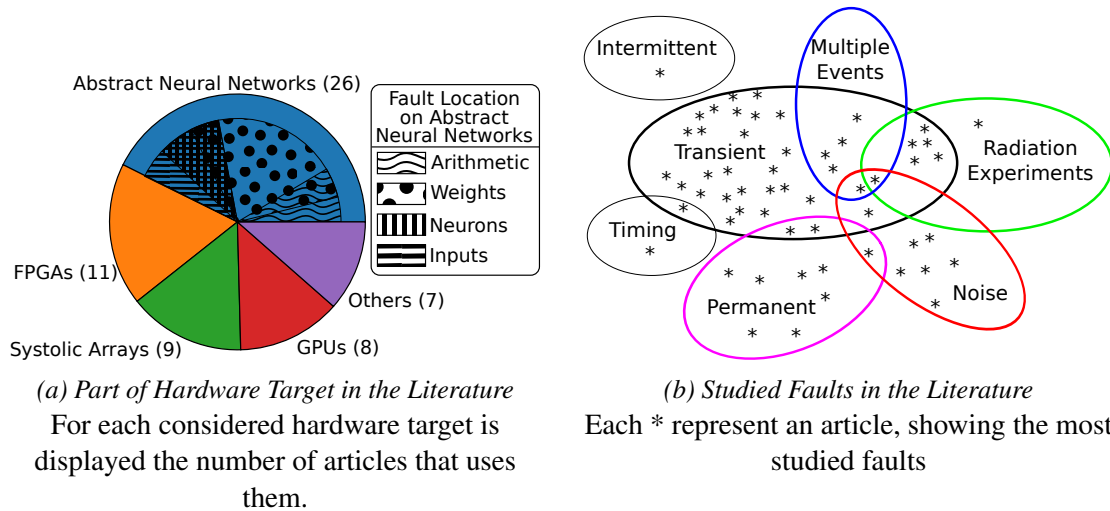 Abstract Neural Networks (26)
Fault Location
on Abstract
Neural Networks
Arithmetic
Weights
Neurons
Inputs
FPGAs (11)
Others (7)
Systolic Arrays (9)
GPUs (8)
(a) Part of Hardware Target in the Literature
For each considered hardware target is
displayed the number of articles that uses
them.
Intermittent
Multiple
Events
Transient
Radiation
Experiments
Timing
Permanent
Noise
(b) Studied Faults in the Literature
Each * represent an article, showing the most
studied faults